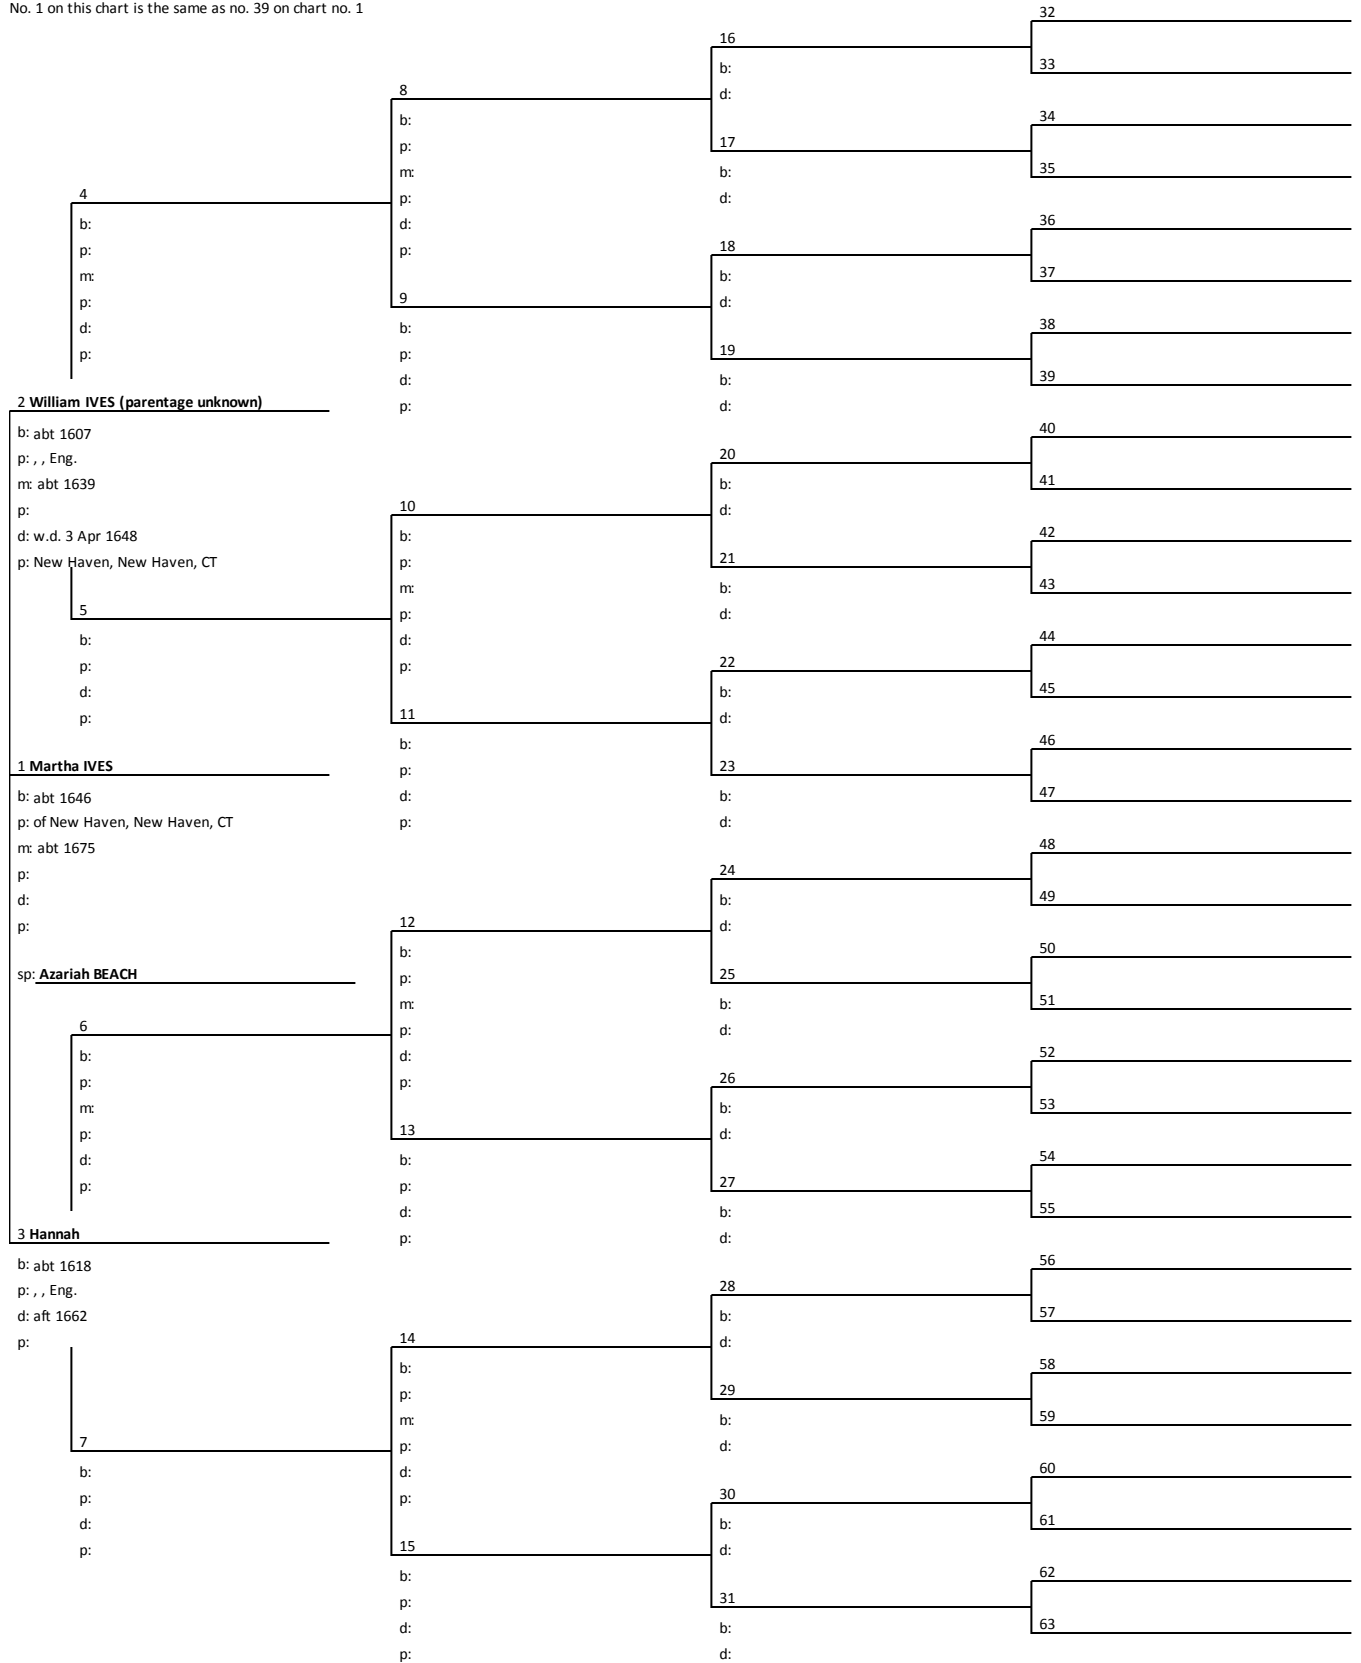 No. 1 on this chart is the same as no. 39 on chart no. 1
4
b:
p:
m:
p:
d:
p:
2 William IVES (parentage unknown)
b: abt 1607
p: , , Eng.
m: abt 1639
p:
d: w.d. 3 Apr 1648
p: New Haven, New Haven, CT
5
b:
p:
d:
p:
1 Martha IVES
b: abt 1646
p: of New Haven, New Haven, CT
m: abt 1675
p:
d:
p:
sp: Azariah BEACH
6
b:
p:
m:
p:
d:
p:
3 Hannah
b: abt 1618
p: , , Eng.
d: aft 1662
p:
7
b:
p:
d:
p:
8
b:
p:
m:
p:
d:
p:
9
b:
p:
d:
p:
10
b:
p:
m:
p:
d:
p:
11
b:
p:
d:
p:
12
b:
p:
m:
p:
d:
p:
13
b:
p:
d:
p:
14
b:
p:
m:
p:
d:
p:
15
b:
p:
d:
p:
16
b:
d:
17
b:
d:
18
b:
d:
19
b:
d:
20
b:
d:
21
b:
d:
22
b:
d:
23
b:
d:
24
b:
d:
25
b:
d:
26
b:
d:
27
b:
d:
28
b:
d:
29
b:
d:
30
b:
d:
31
b:
d:
32
33
34
35
36
37
38
39
40
41
42
43
44
45
46
47
48
49
50
51
52
53
54
55
56
57
58
59
60
61
62
63